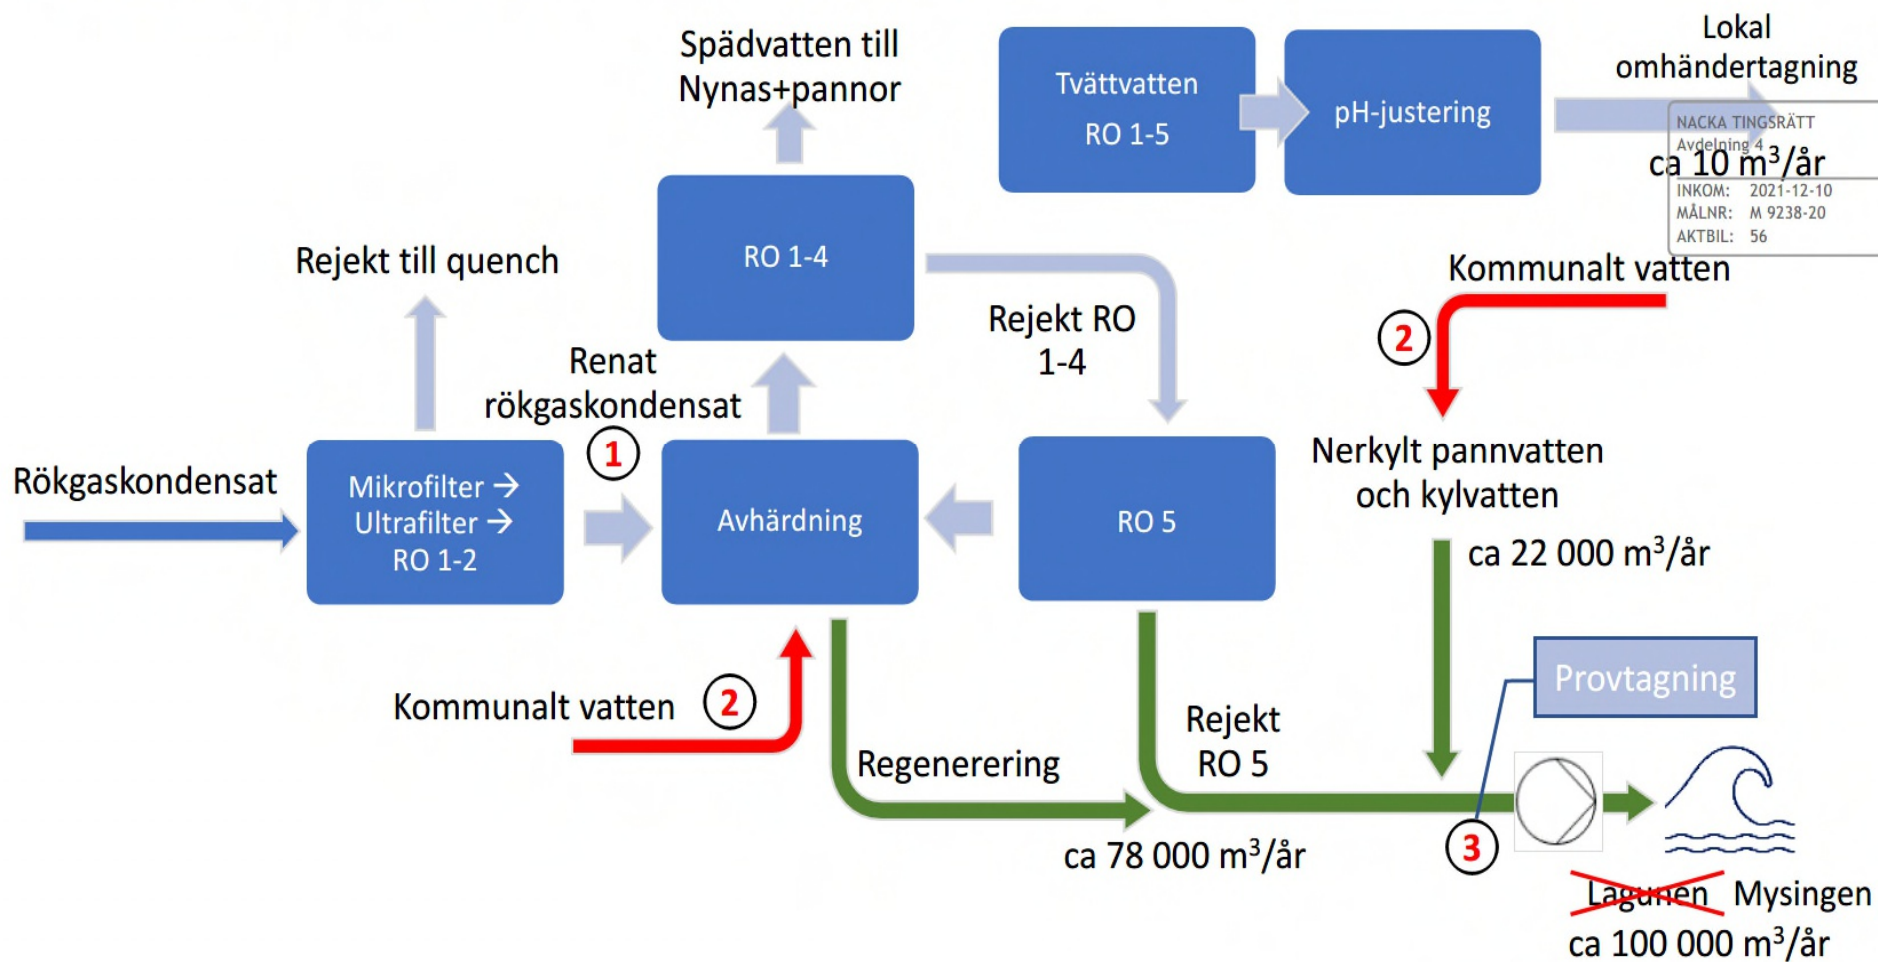 Spädvatten till
Nynas+pannor
Tvättvatten
RO 1-5
pH-justering
Lokal
omhändertagning
NACKA TINGSRÄTT
Avdelning 4
ca 10 m³/år
INKOM: 2021-12-10
MÅLNR: M 9238-20
AKTBIL: 56
Rejekt till quench
RO 1-4
Rejekt RO
1-4
Kommunalt vatten
2
Renat
rökgaskondensat
1
Rökgaskondensat
Mikrofilter →
Ultrafilter →
RO 1-2
Avhärdning
RO 5
Nerkylt pannvatten
och kylvatten
ca 22 000 m³/år
Kommunalt vatten
2
Regenerering
Rejekt
RO 5
Provtagning
ca 78 000 m³/år
3
Lagunen Mysingen
ca 100 000 m³/år